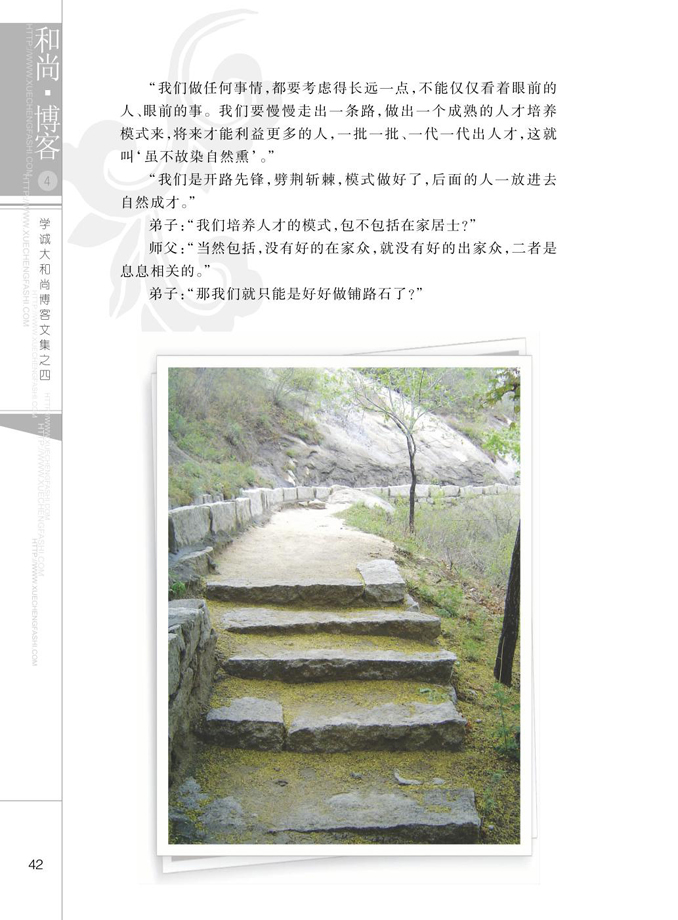 和尚·博客
4
学诚大和尚博客文集之四
HTTP://WWW.XUECHENGFASHI.COM
“我们做任何事情，都要考虑得长远一点，不能仅仅看着眼前的
人、眼前的事。我们要慢慢走出一条路，做出一个成熟的人才培养
模式来，将来才能利益更多的人，一批一批、一代一代出人才，这就
叫‘虽不故染自然熏’。”
“我们是开路先锋，劈荆斩棘，模式做好了，后面的人一放进去
自然成才。”
弟子：“我们培养人才的模式，包不包括在家居士？”
师父：“当然包括，没有好的在家众，就没有好的出家众，二者是
息息相关的。”
弟子：“那我们就只能是好好做铺路石了？”
42